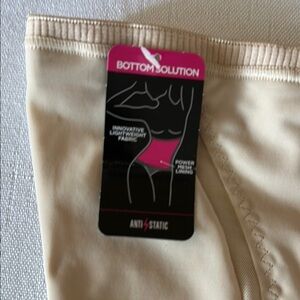 BOTTOM SOLUTION
INNOVATIVE
LIGHTWEIGHT
FABRIC
POWER
MESH
LINING
ANTI STATIC